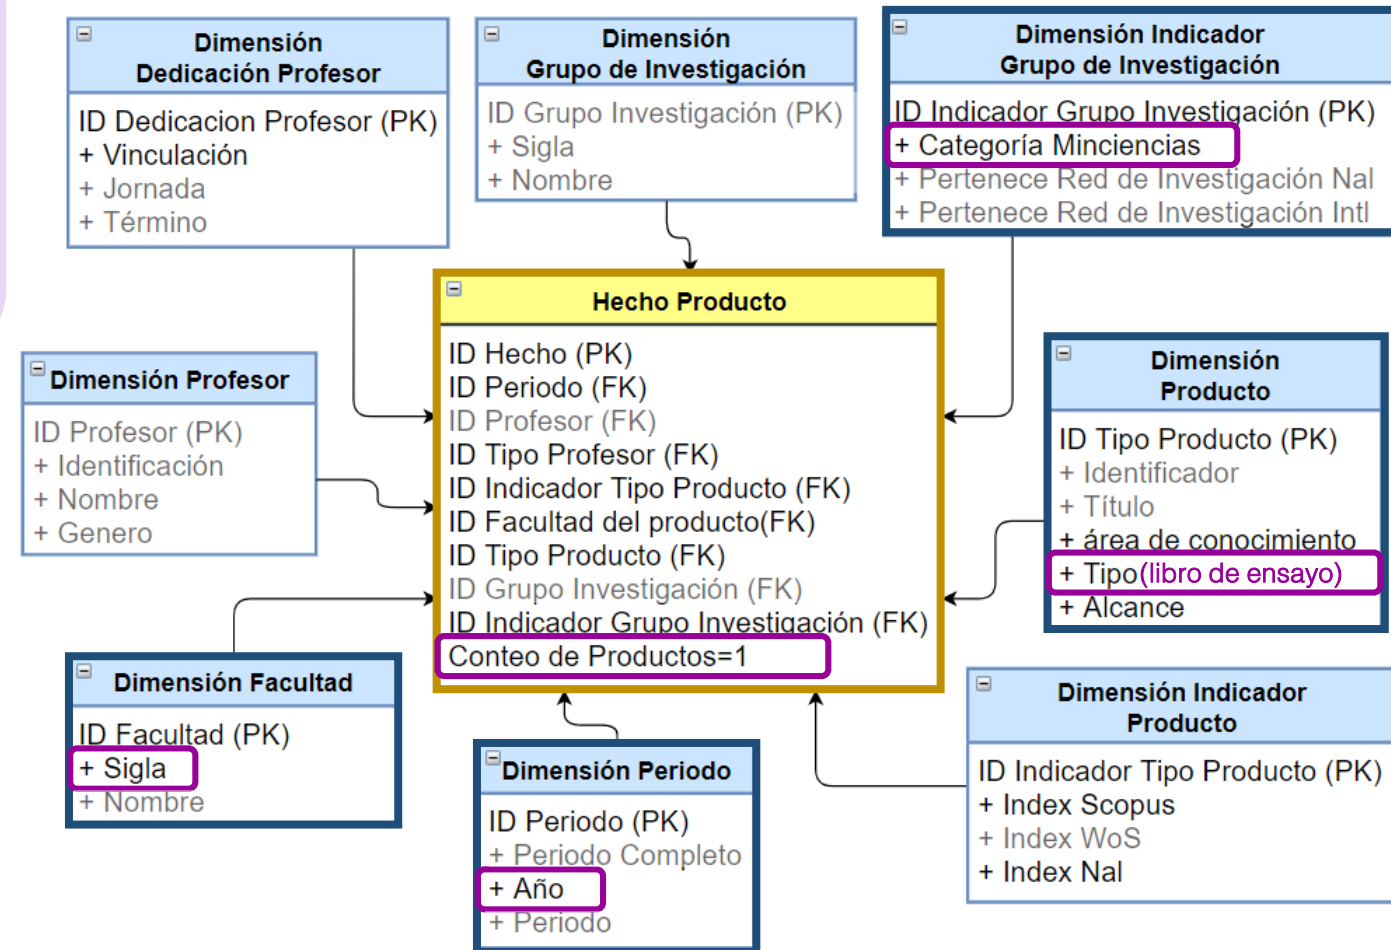 Dimensión
Dedicación Profesor
ID Dedicacion Profesor (PK)
+ Vinculación
+ Jornada
+ Término
Dimensión
Grupo de Investigación
ID Grupo Investigación (PK)
+ Sigla
+ Nombre
Dimensión Indicador
Grupo de Investigación
ID Indicador Grupo Investigación (PK)
+ Categoría Minciencias
+ Pertenece Red de Investigación Nal
+ Pertenece Red de Investigación Intl
Hecho Producto
ID Hecho (PK)
ID Periodo (FK)
ID Profesor (FK)
ID Tipo Profesor (FK)
ID Indicador Tipo Producto (FK)
ID Facultad del producto(FK)
ID Tipo Producto (FK)
ID Grupo Investigación (FK)
ID Indicador Grupo Investigación (FK)
Conteo de Productos=1
Dimensión Profesor
ID Profesor (PK)
+ Identificación
+ Nombre
+ Genero
Dimensión
Producto
ID Tipo Producto (PK)
+ Identificador
+ Título
+ área de conocimiento
+ Tipo(libro de ensayo)
+ Alcance
Dimensión Facultad
ID Facultad (PK)
+ Sigla
+ Nombre
Dimensión Periodo
ID Periodo (PK)
+ Periodo Completo
+ Año
+ Periodo
Dimensión Indicador
Producto
ID Indicador Tipo Producto (PK)
+ Index Scopus
+ Index WoS
+ Index Nal